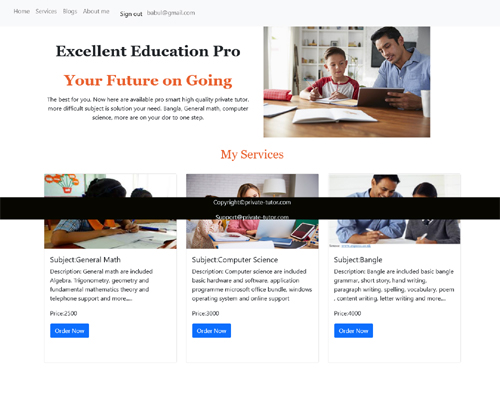 Home Services Blogs About me Sign out babul@gmail.com
Excellent Education Pro
Your Future on Going
The best for you. Now here are available pro smart high quality private tutor.
more difficult subject is solution your need. Bangla, General math, computer
science, more are on your dor to one step.
My Services
Copyright©private-tutor.com
Support@private-tutor.com
Subject:General Math
Description: General math are included
Algebra, Trigonometry, geometry and
fundamental mathematics theory and
telephone support and more,...
Price:2500
Order Now
Subject:Computer Science
Description: Computer science are included
basic hardware and software, application
programme microsoft office bundle, windows
operating system and online support
Price:3000
Order Now
Subject:Bangle
Description: Bangle are included basic bangle
grammar, short story, hand writing,
paragraph writing, spelling, vocabulary, poem
, content writing, letter writing and more,...
Price:4000
Order Now